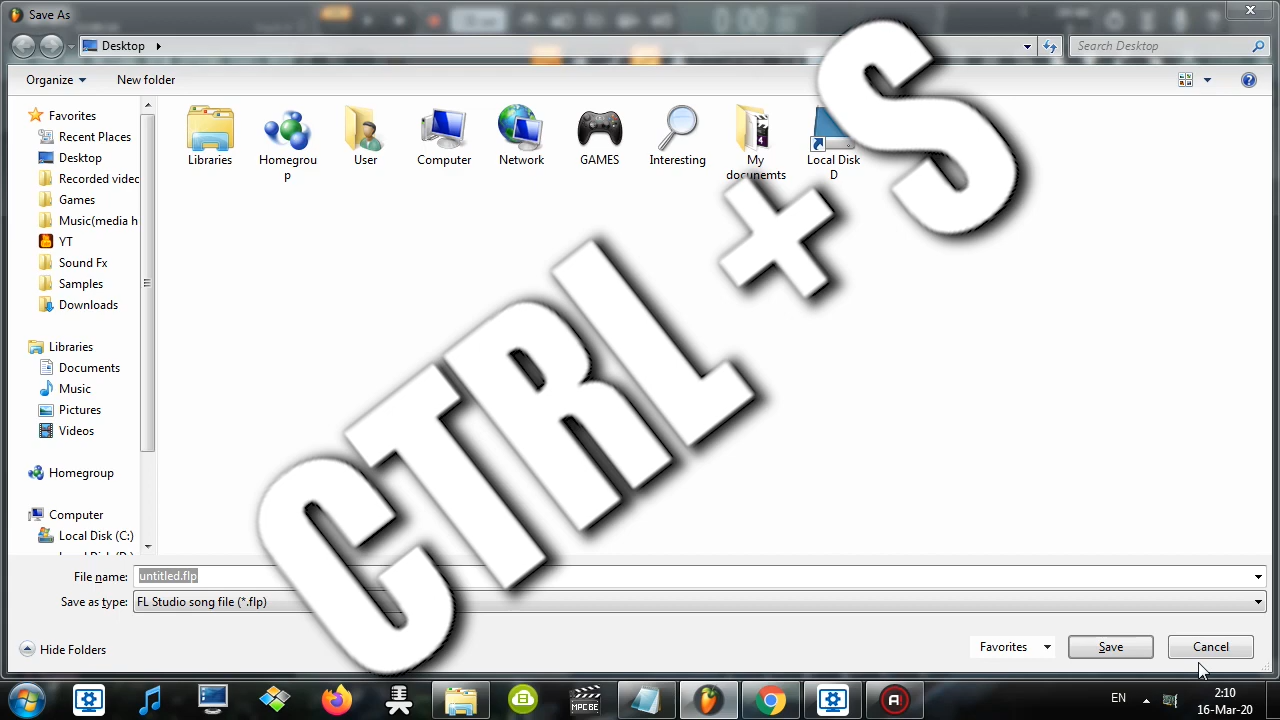 Save As
Desktop
Search Desktop
Organize
New folder
Favorites
Recent Places
Desktop
Recorded videc
Games
Music(media h
YT
Sound Fx
Samples
Downloads
Libraries
Documents
Music
Pictures
Videos
Homegroup
Computer
Local Disk (C:)
Libraries
Homegrou
p
User
Computer
Network
GAMES
Interesting
My
documemts
Local Disk
D
CTRL + S
File name:
untitled.flp
Save as type:
FL Studio song file (*.flp)
Hide Folders
Favorites
Save
Cancel
MPC BE
EN
2:10
16-Mar-20